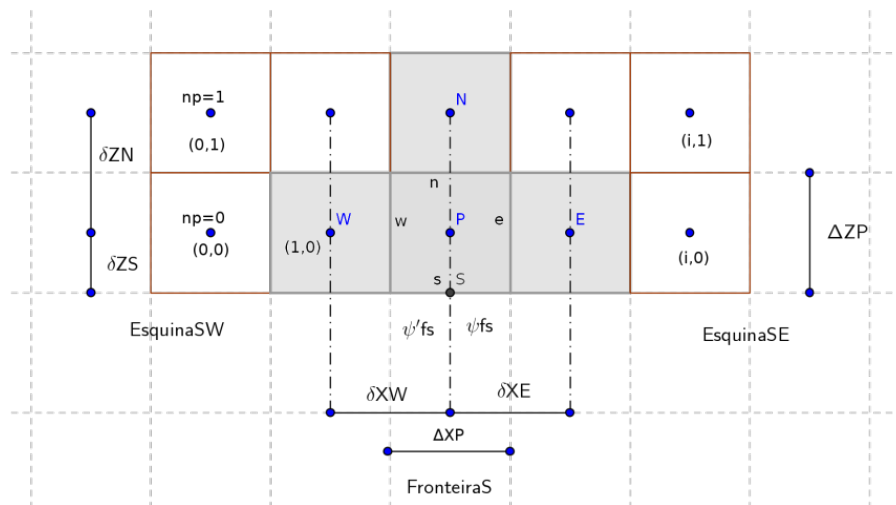 np=1
N
(0,1)
(i,1)
δZN
n
ΔZP
np=0
W
w
P
e
E
(0,0)
(1,0)
(i,0)
δZS
s
S
EsquinaSW
ψ'fs
ψfs
EsquinaSE
δXW
δXE
ΔXP
FronteiraS